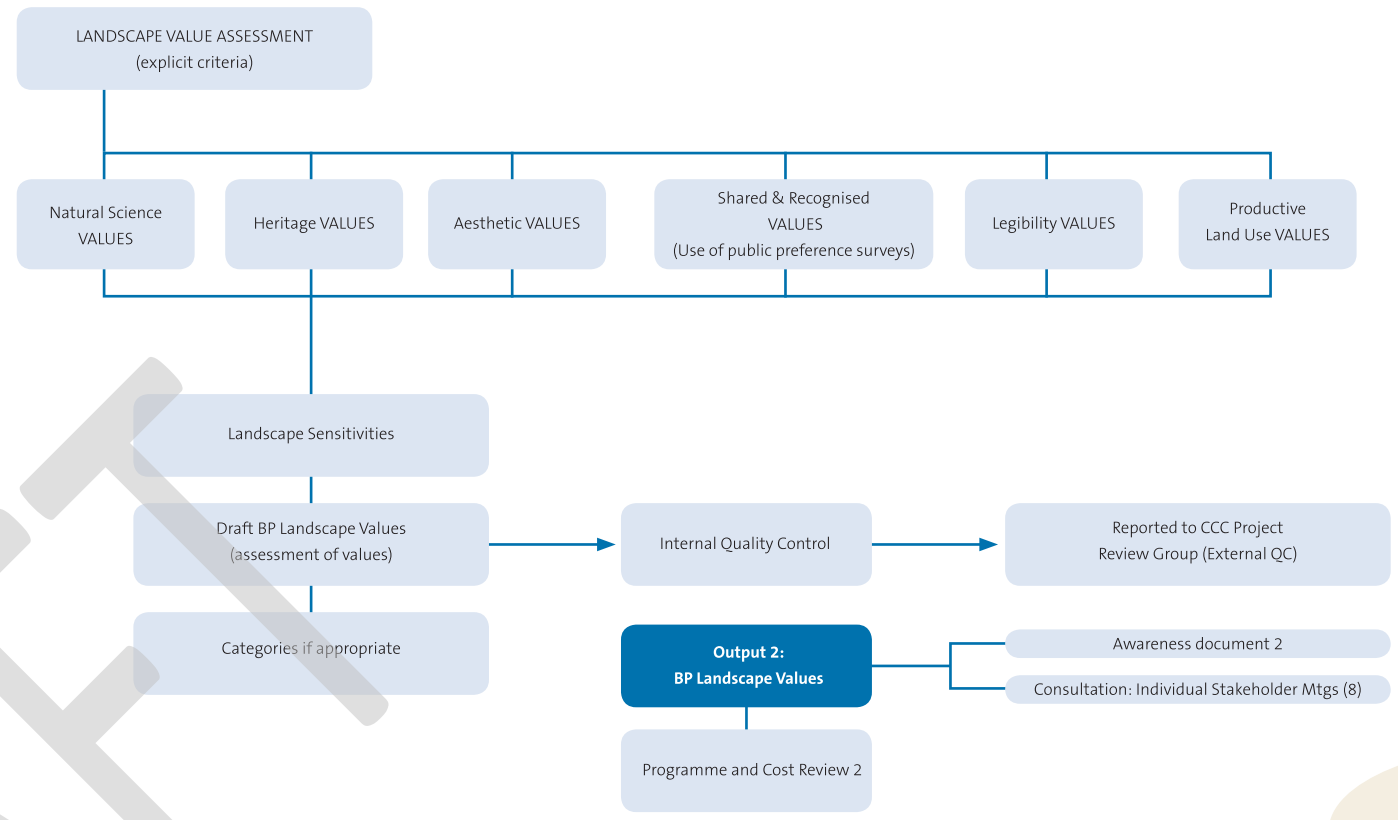 LANDSCAPE VALUE ASSESSMENT
(explicit criteria)
Natural Science
VALUES
Heritage VALUES
Aesthetic VALUES
Shared & Recognised
VALUES
(Use of public preference surveys)
Legibility VALUES
Productive
Land Use VALUES
Landscape Sensitivities
Draft BP Landscape Values
(assessment of values)
Internal Quality Control
Reported to CCC Project
Review Group (External QC)
Categories if appropriate
Output 2:
BP Landscape Values
Awareness document 2
Consultation: Individual Stakeholder Mtgs (8)
Programme and Cost Review 2